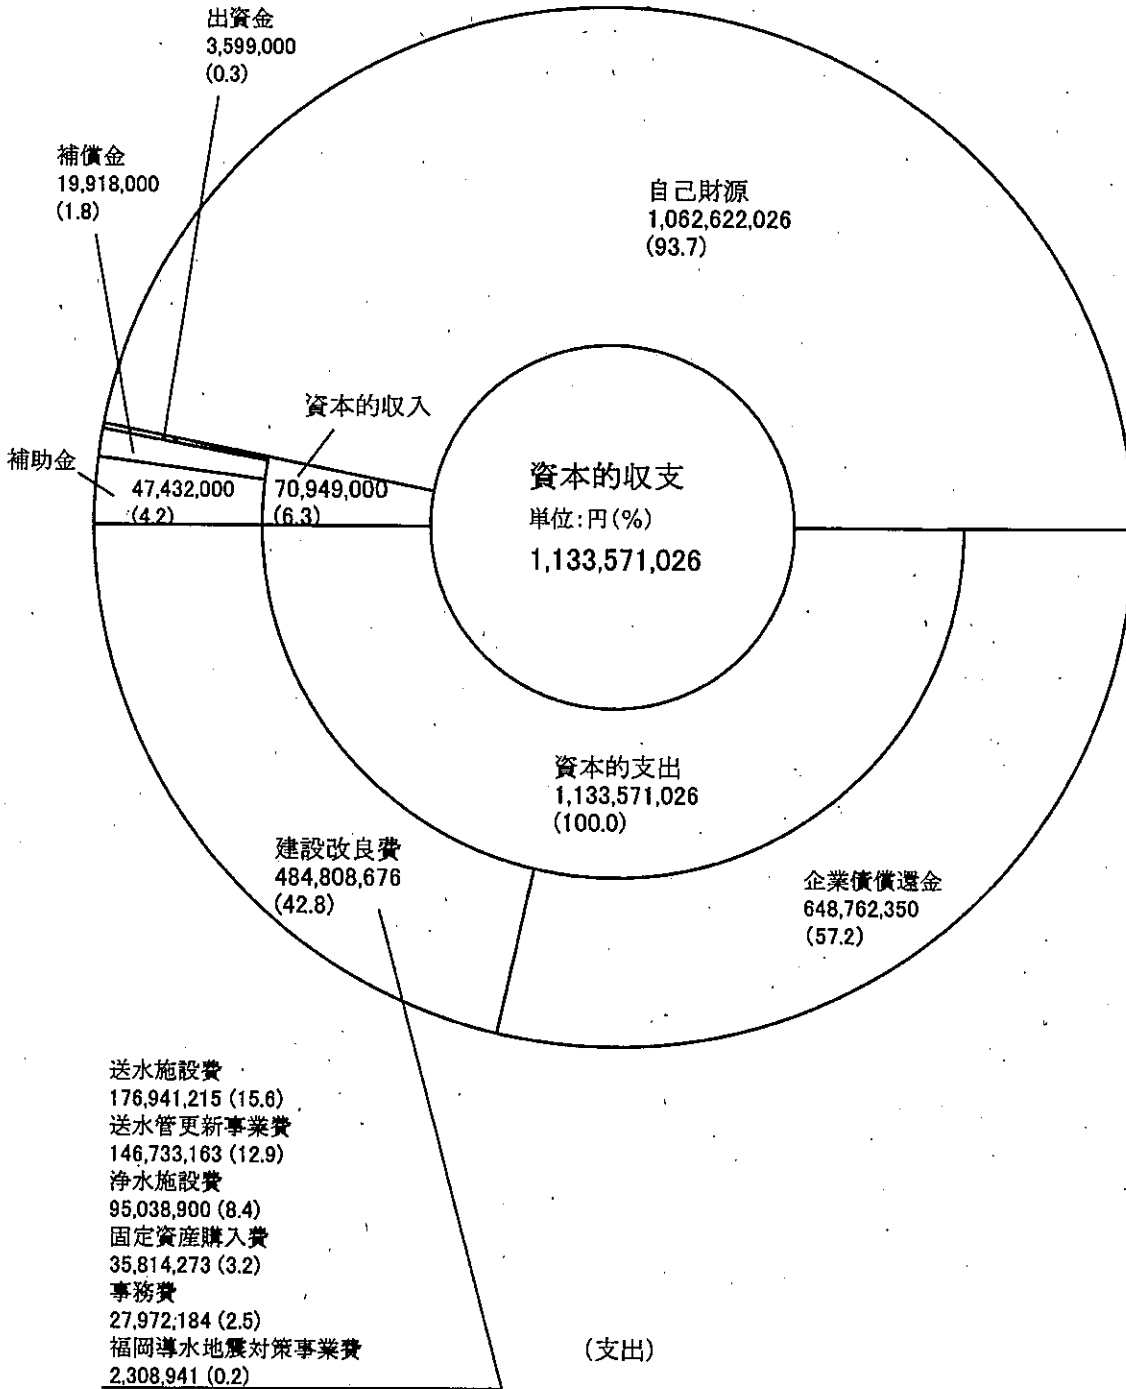 出資金
3,599,000
(0.3)
補償金
19,918,000
(1.8)
自己財源
1,062,622,026
(93.7)
資本的収入
70,949,000
(6.3)
補助金
47,432,000
(4.2)
資本的収支
単位:円(%)
1,133,571,026
資本的支出
1,133,571,026
(100.0)
建設改良費
484,808,676
(42.8)
企業債償還金
648,762,350
(57.2)
送水施設費
176,941,215 (15.6)
送水管更新事業費
146,733,163 (12.9)
浄水施設費
95,038,900 (8.4)
固定資産購入費
35,814,273 (3.2)
事務費
27,972,184 (2.5)
福岡導水地震対策事業費
2,308,941 (0.2)
(支出)